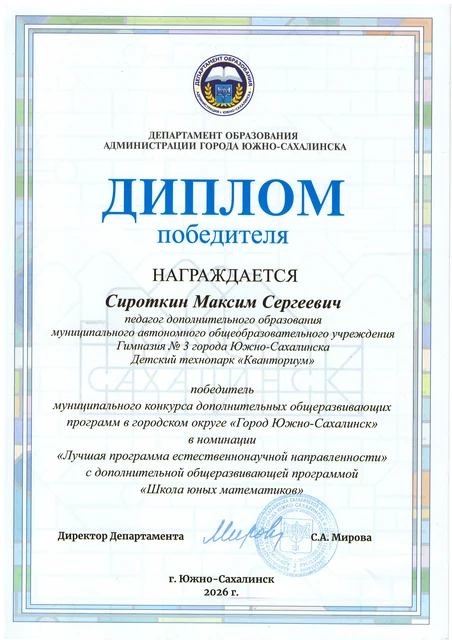 ДЕПАРТАМЕНТ ОБРАЗОВАНИЯ
ДЕПАРТАМЕНТ ОБРАЗОВАНИЯ
АДМИНИСТРАЦИИ ГОРОДА ЮЖНО-САХАЛИНСКА
ДИПЛОМ
победителя
НАГРАЖДАЕТСЯ
Сироткин Максим Сергеевич
педагог дополнительного образования
муниципального автономного общеобразовательного учреждения
Гимназия № 3 города Южно-Сахалинска
Детский технопарк «Кванториум»
САХАЛИНСК
победитель
муниципального конкурса дополнительных общеразвивающих
программ в городском округе «Город Южно-Сахалинск»
в номинации
«Лучшая программа естественнонаучной направленности»
с дополнительной общеразвивающей программой
«Школа юных математиков»
Директор Департамента
С.А. Мирова
г. Южно-Сахалинск
2026 г.